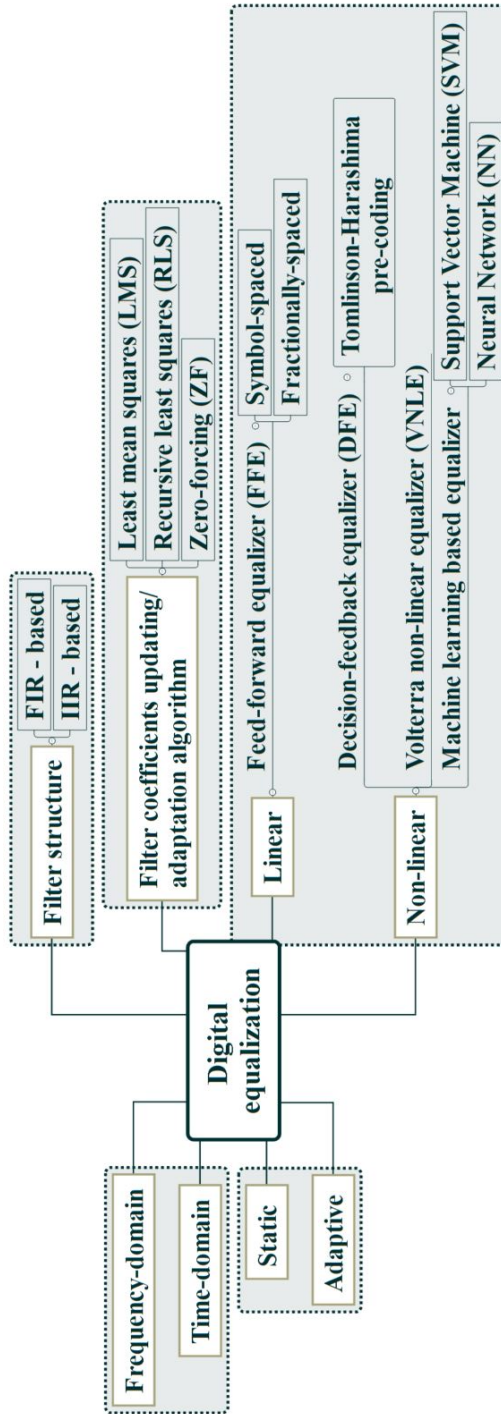 Frequency-domain
Time-domain
Static
Adaptive
Digital
equalization
Filter structure
FIR - based
IIR - based
Filter coefficients updating/
adaptation algorithm
Least mean squares (LMS)
Recursive least squares (RLS)
Zero-forcing (ZF)
Linear
Feed-forward equalizer (FFE)
Symbol-spaced
Fractionally-spaced
Non-linear
Decision-feedback equalizer (DFE)
Tomlinson-Harashima
pre-coding
Volterra non-linear equalizer (VNLE)
Machine learning based equalizer
Support Vector Machine (SVM)
Neural Network (NN)